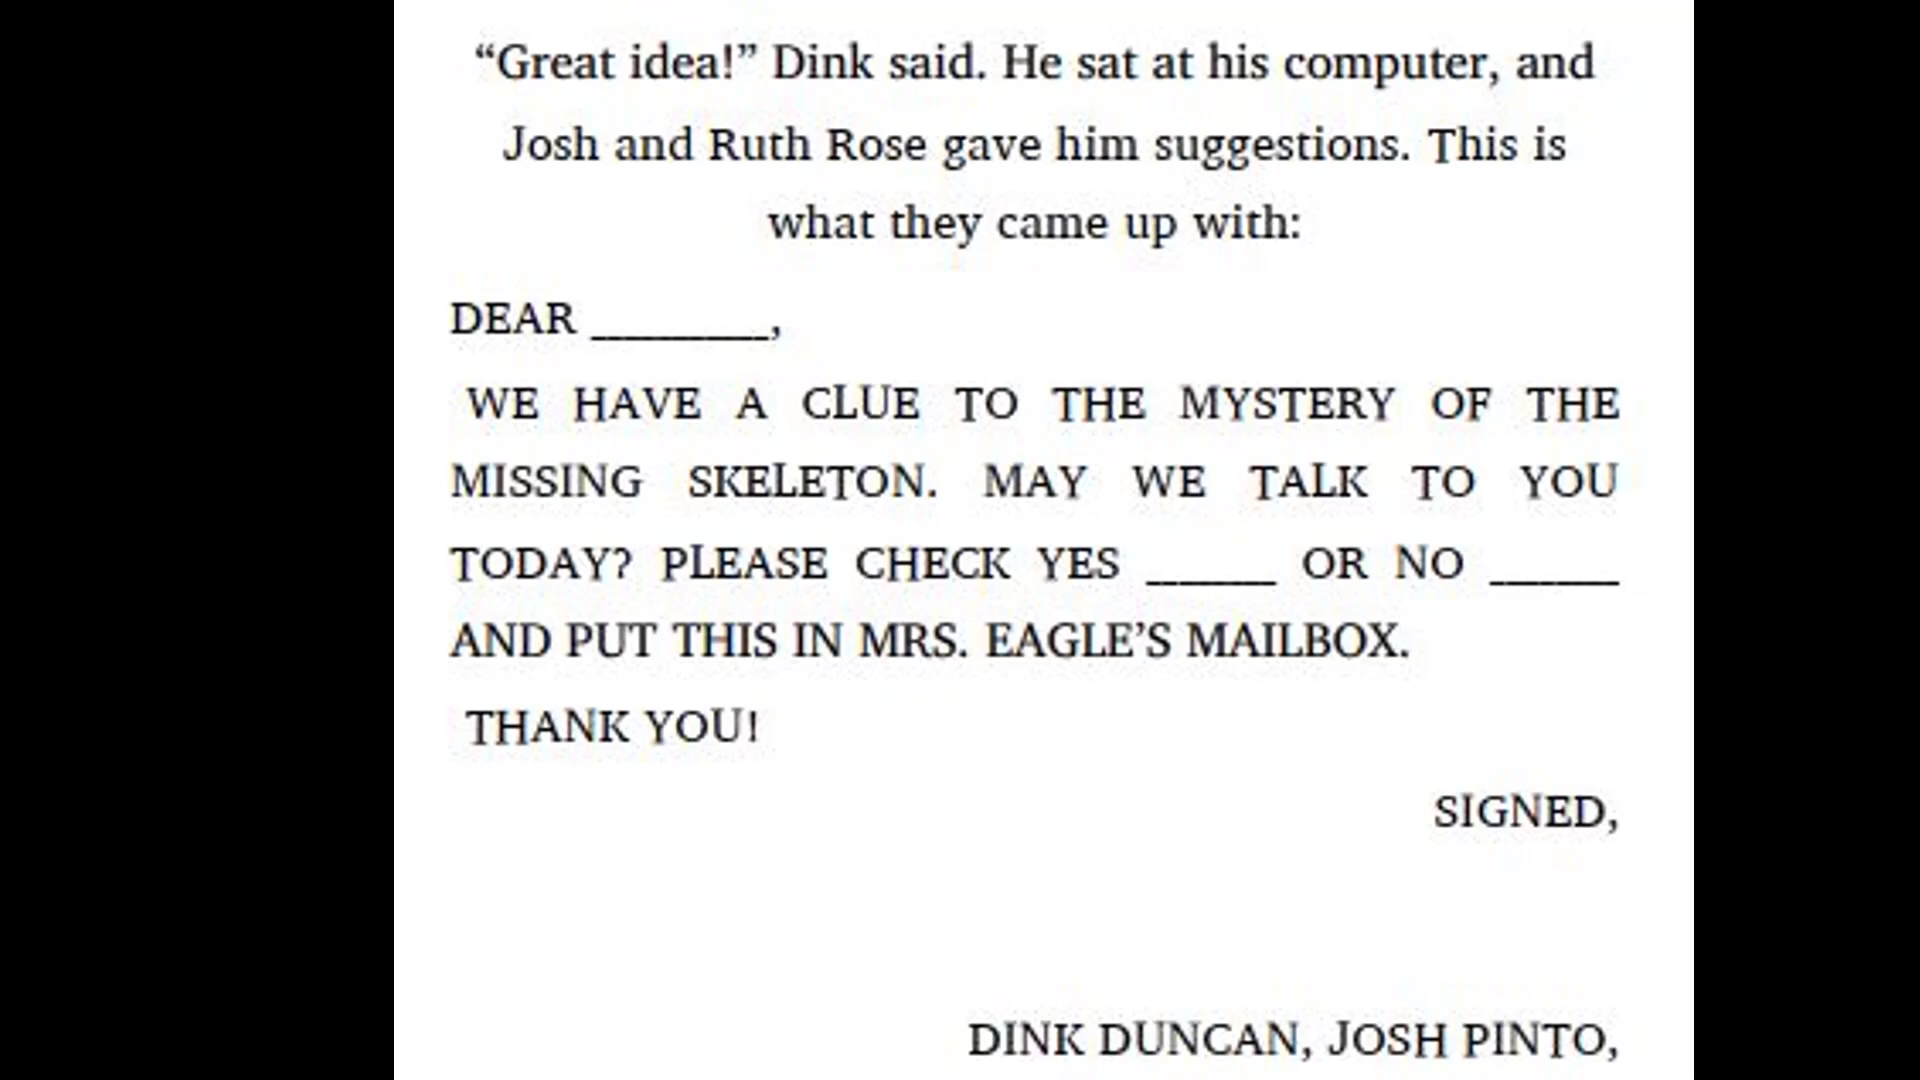 “Great idea!” Dink said. He sat at his computer, and
Josh and Ruth Rose gave him suggestions. This is
what they came up with:
DEAR _________,
WE HAVE A CLUE TO THE MYSTERY OF THE
MISSING SKELETON. MAY WE TALK TO YOU
TODAY? PLEASE CHECK YES ______ OR NO ______
AND PUT THIS IN MRS. EAGLE’S MAILBOX.
THANK YOU!
SIGNED,
DINK DUNCAN, JOSH PINTO,